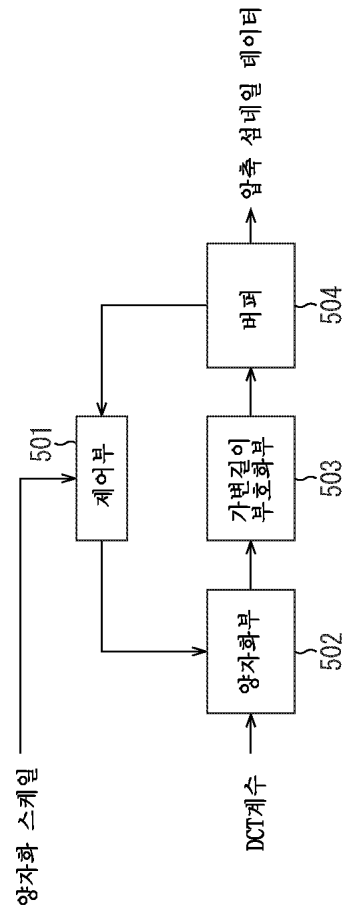 양자화 스케일
501
제어부
DCT계수
양자화부
502
가변길이
부호화부
503
버퍼
504
압축 섬네일 데이터